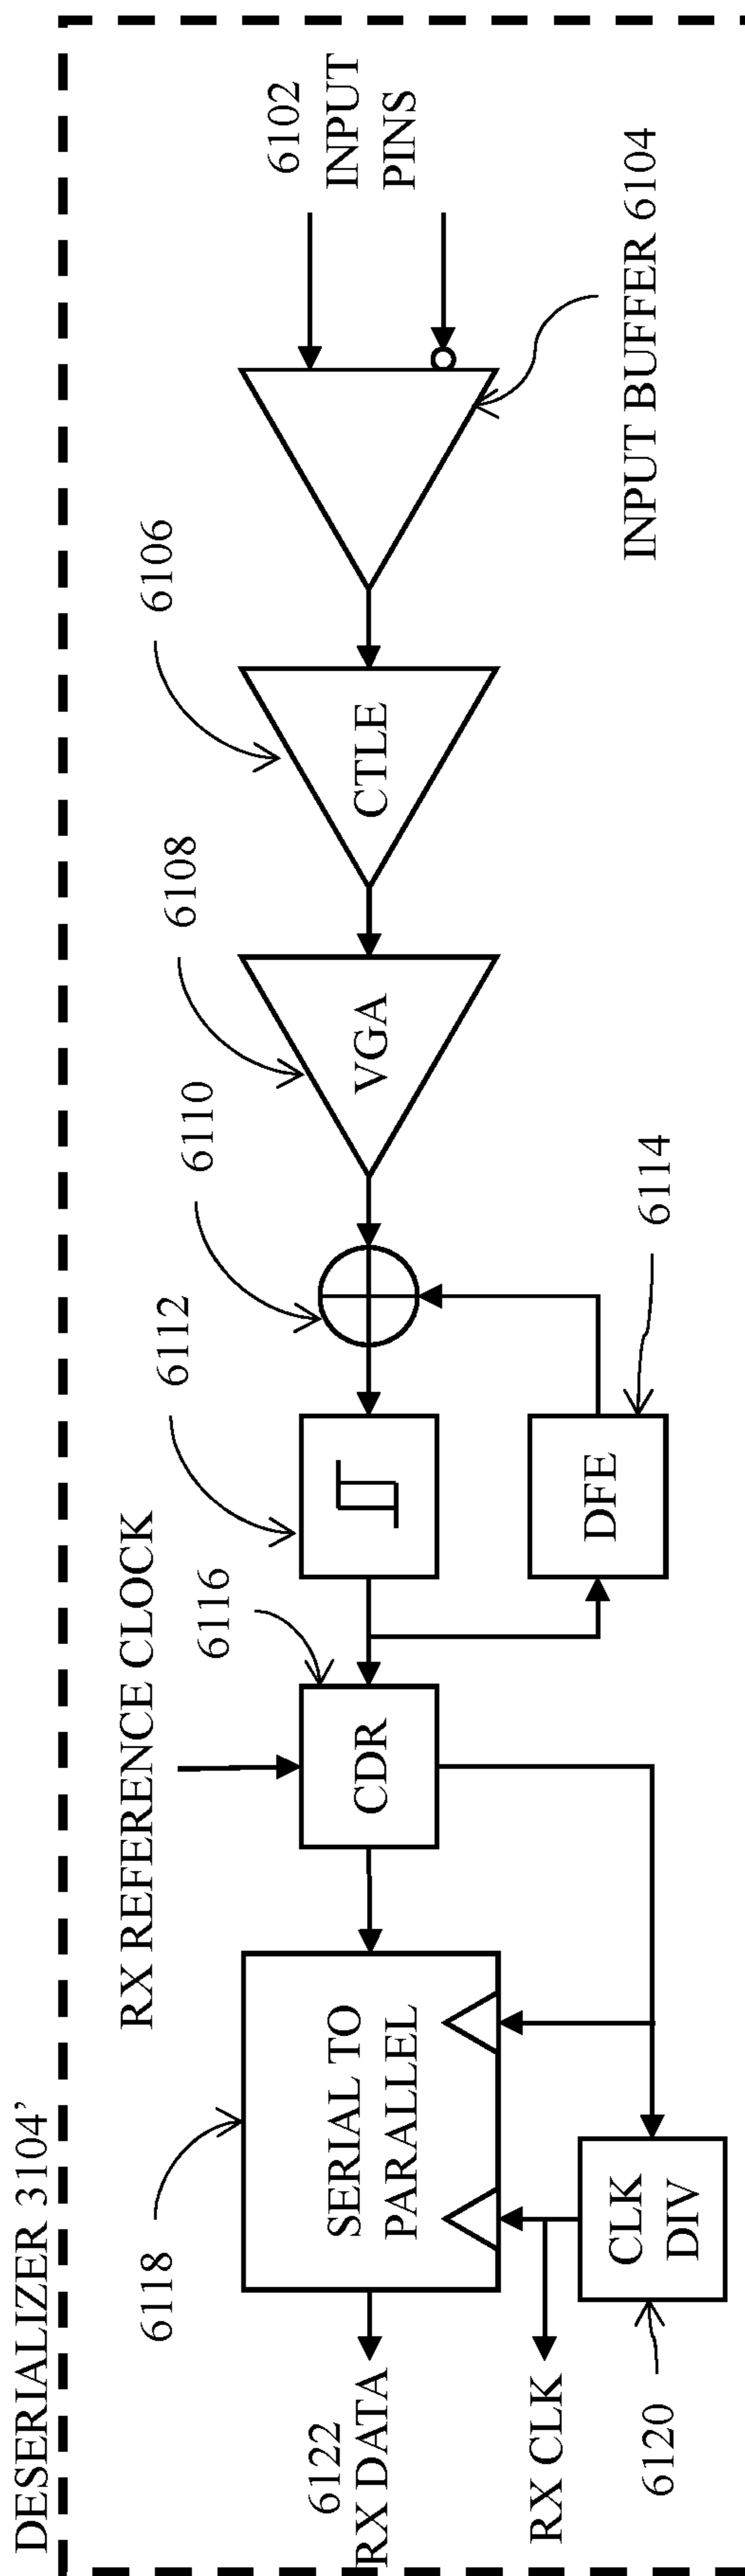 DESERIALIZER 3104’
6122
RX DATA
RX CLK
6120
6118
SERIAL TO
PARALLEL
CLK
DIV
RX REFERENCE CLOCK
6116
CDR
6112
DFE
6114
6110
6108
VGA
6106
CTLE
INPUT BUFFER 6104
6102
INPUT
PINS